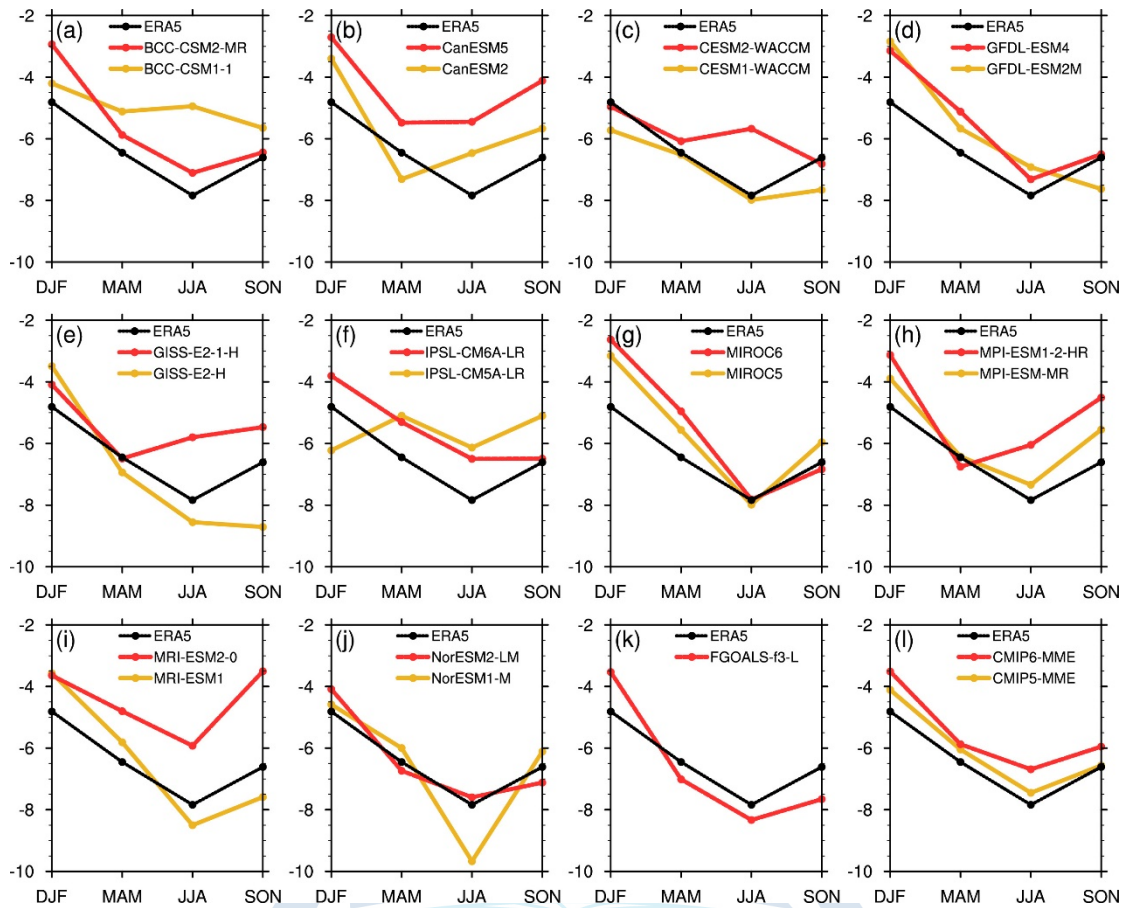 (a) ERA5
BCC-CSM2-MR
BCC-CSM1-1
-2
-4
-6
-8
-10
DJF MAM JJA SON
(b) ERA5
CanESM5
CanESM2
-2
-4
-6
-8
-10
DJF MAM JJA SON
(c) ERA5
CESM2-WACCM
CESM1-WACCM
-2
-4
-6
-8
-10
DJF MAM JJA SON
(d) ERA5
GFDL-ESM4
GFDL-ESM2M
-2
-4
-6
-8
-10
DJF MAM JJA SON
(e) ERA5
GISS-E2-1-H
GISS-E2-H
-2
-4
-6
-8
-10
DJF MAM JJA SON
(f) ERA5
IPSL-CM6A-LR
IPSL-CM5A-LR
-2
-4
-6
-8
-10
DJF MAM JJA SON
(g) ERA5
MIROC6
MIROC5
-2
-4
-6
-8
-10
DJF MAM JJA SON
(h) ERA5
MPI-ESM1-2-HR
MPI-ESM-MR
-2
-4
-6
-8
-10
DJF MAM JJA SON
(i) ERA5
MRI-ESM2-0
MRI-ESM1
-2
-4
-6
-8
-10
DJF MAM JJA SON
(j) ERA5
NorESM2-LM
NorESM1-M
-2
-4
-6
-8
-10
DJF MAM JJA SON
(k) ERA5
FGOALS-f3-L
-2
-4
-6
-8
-10
DJF MAM JJA SON
(l) ERA5
CMIP6-MME
CMIP5-MME
-2
-4
-6
-8
-10
DJF MAM JJA SON